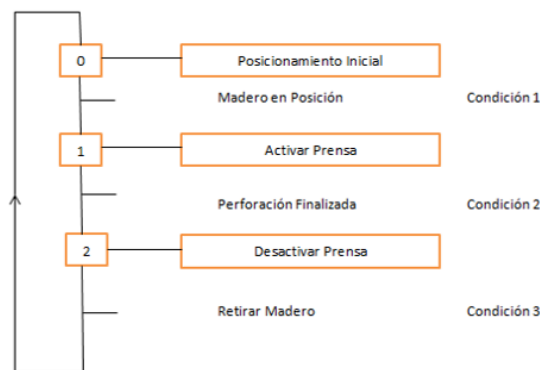 0 Posicionamiento Inicial
Madero en Posición Condición 1
1 Activar Prensa
Perforación Finalizada Condición 2
2 Desactivar Prensa
Retirar Madero Condición 3